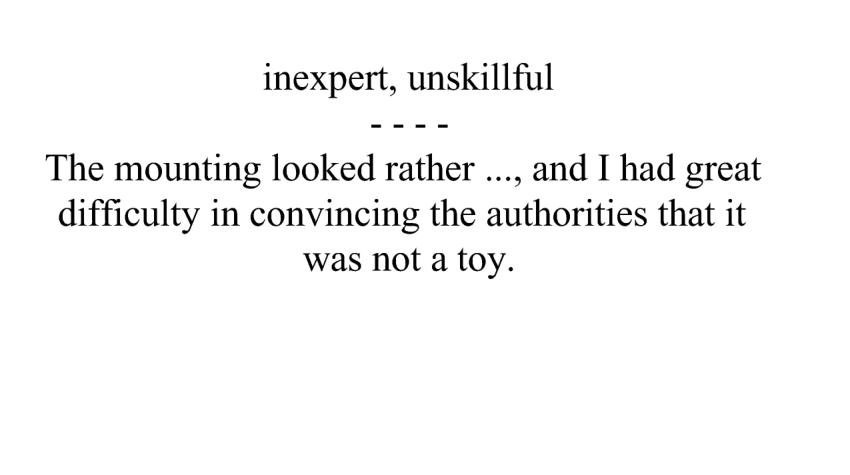 inexpert, unskillful
- - - -
The mounting looked rather ..., and I had great
difficulty in convincing the authorities that it
was not a toy.